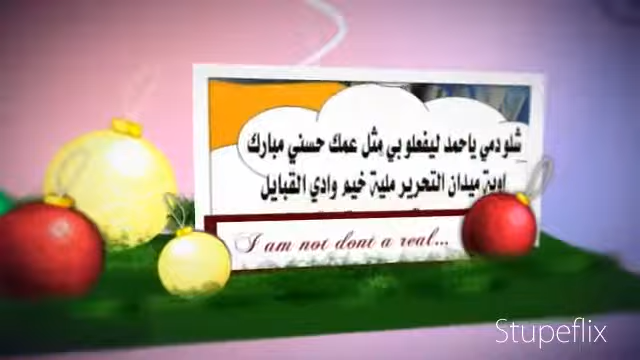 شلو دمي ياحمد ليفعلو بي مثل عمك حسني مبارك
اوبة ميدان التحرير ملية خيم وادي القبايل
I am not dont a real...
Stupeflix